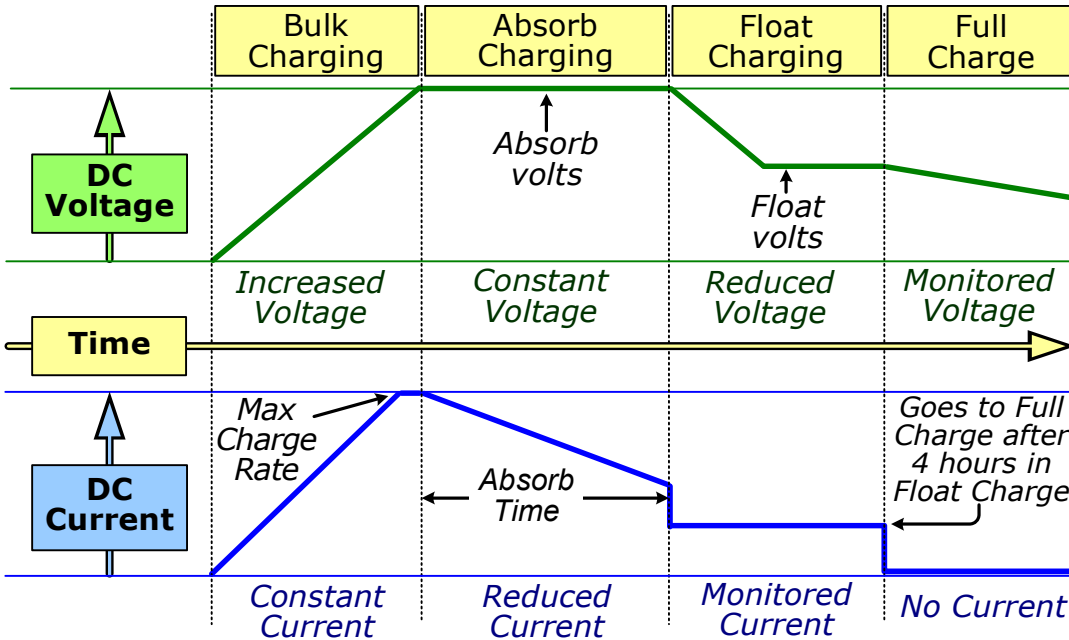 Bulk
Charging
Absorb
Charging
Float
Charging
Full
Charge
DC
Voltage
Absorb
volts
Float
volts
Increased
Voltage
Constant
Voltage
Reduced
Voltage
Monitored
Voltage
Time
DC
Current
Max
Charge
Rate
Absorb
Time
Goes to Full
Charge after
4 hours in
Float Charge
Constant
Current
Reduced
Current
Monitored
Current
No Current